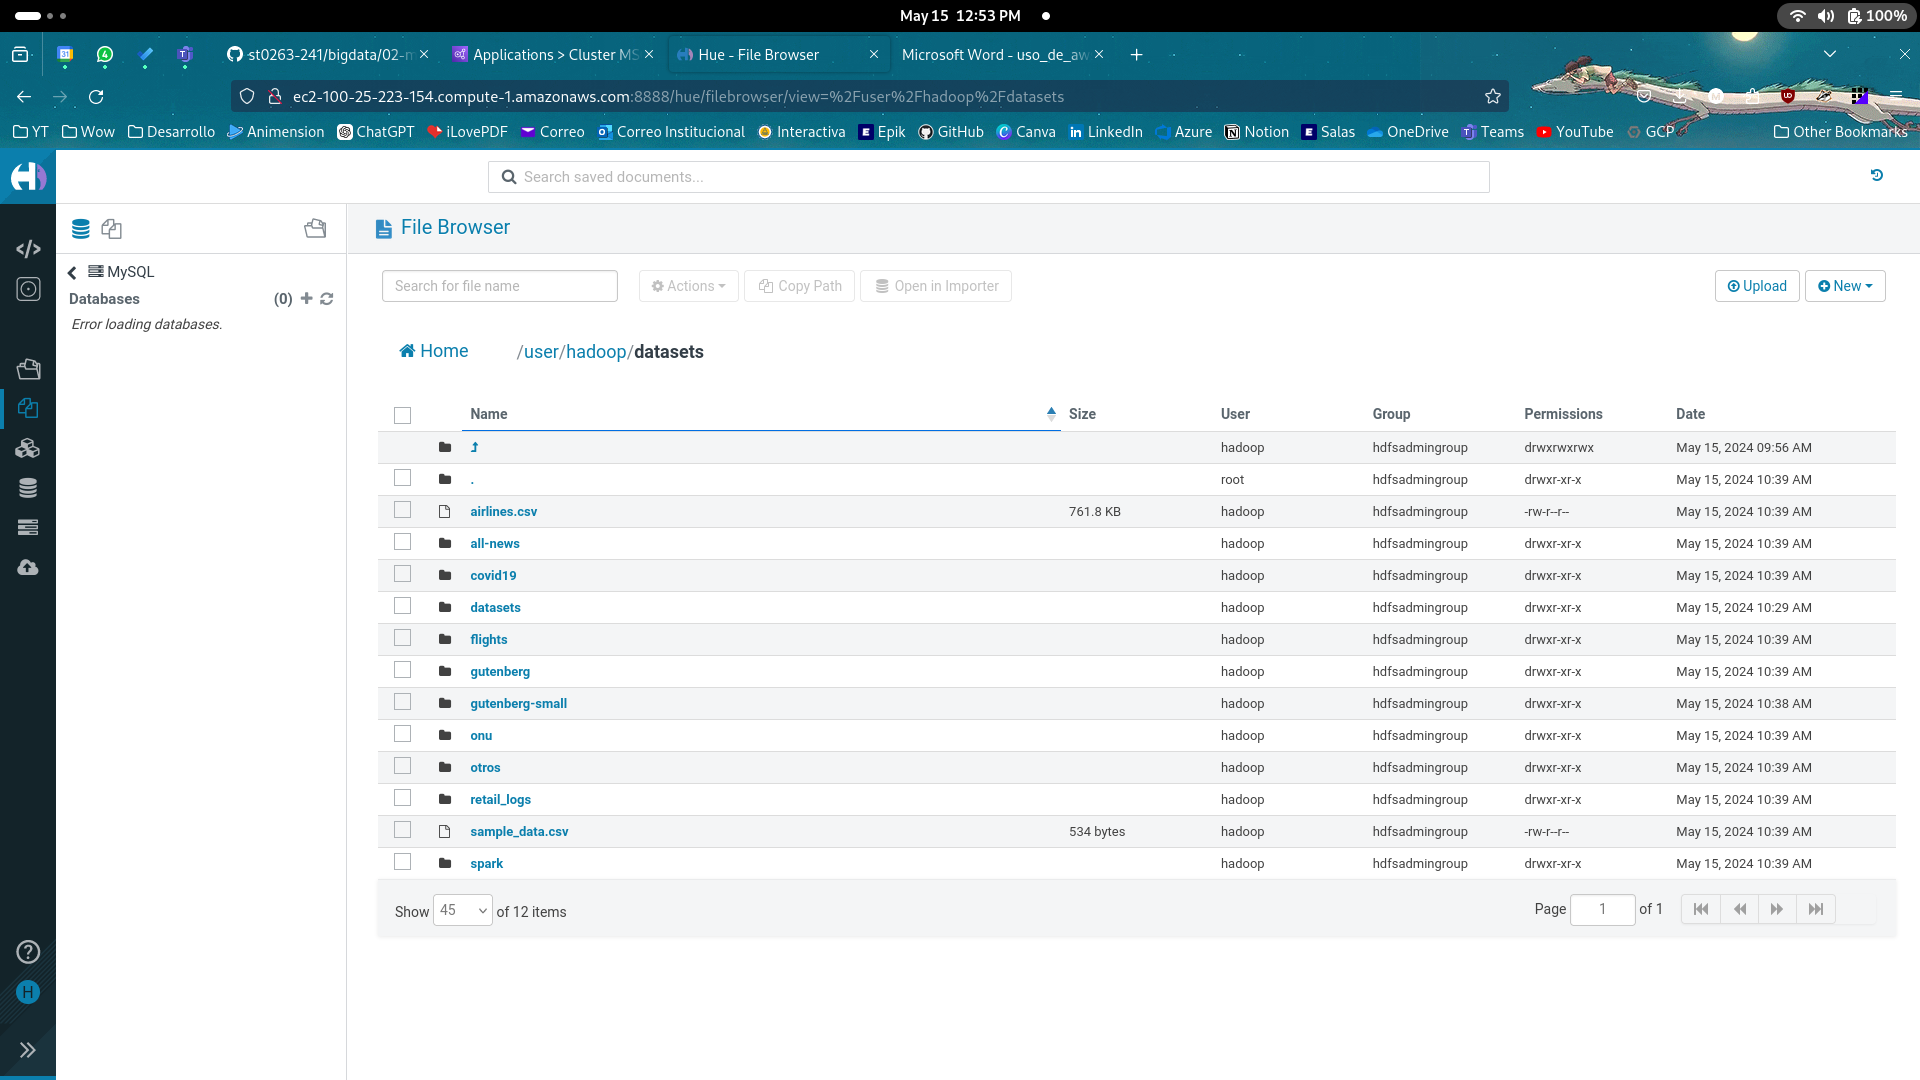 May 15 12:53 PM
100%
st0263-241/bigdata/02-m
Applications > Cluster MS
Hue - File Browser
Microsoft Word - uso_de_aw
ec2-100-25-223-154.compute-1.amazonaws.com:8888/hue/filebrowser/view=%2Fuser%2Fhadoop%2Fdatasets
YT Wow Desarrollo Animension ChatGPT iLovePDF Correo Correo Institucional Interactiva Epik GitHub Canva LinkedIn Azure Notion Salas OneDrive Teams YouTube GCP Other Bookmarks
Search saved documents...
File Browser
MySQL
Databases (0)
Error loading databases.
Search for file name
Actions Copy Path Open in Importer Upload New
Home /user/hadoop/datasets
Name Size User Group Permissions Date
hadoop hdfsadmingroup drwxrwxrwx May 15, 2024 09:56 AM
. root hdfsadmingroup drwxr-xr-x May 15, 2024 10:39 AM
airlines.csv 761.8 KB hadoop hdfsadmingroup -rw-r--r-- May 15, 2024 10:39 AM
all-news hadoop hdfsadmingroup drwxr-xr-x May 15, 2024 10:39 AM
covid19 hadoop hdfsadmingroup drwxr-xr-x May 15, 2024 10:39 AM
datasets hadoop hdfsadmingroup drwxr-xr-x May 15, 2024 10:29 AM
flights hadoop hdfsadmingroup drwxr-xr-x May 15, 2024 10:39 AM
gutenberg hadoop hdfsadmingroup drwxr-xr-x May 15, 2024 10:39 AM
gutenberg-small hadoop hdfsadmingroup drwxr-xr-x May 15, 2024 10:38 AM
onu hadoop hdfsadmingroup drwxr-xr-x May 15, 2024 10:39 AM
otros hadoop hdfsadmingroup drwxr-xr-x May 15, 2024 10:39 AM
retail_logs hadoop hdfsadmingroup drwxr-xr-x May 15, 2024 10:39 AM
sample_data.csv 534 bytes hadoop hdfsadmingroup -rw-r--r-- May 15, 2024 10:39 AM
spark hadoop hdfsadmingroup drwxr-xr-x May 15, 2024 10:39 AM
Show 45 of 12 items
Page 1 of 1
H